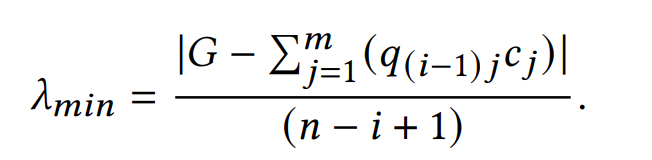 λ_{min} = \frac{|G − \sum_{j=1}^{m} (q_{(i−1)j} c_j)|}{(n − i + 1)}.